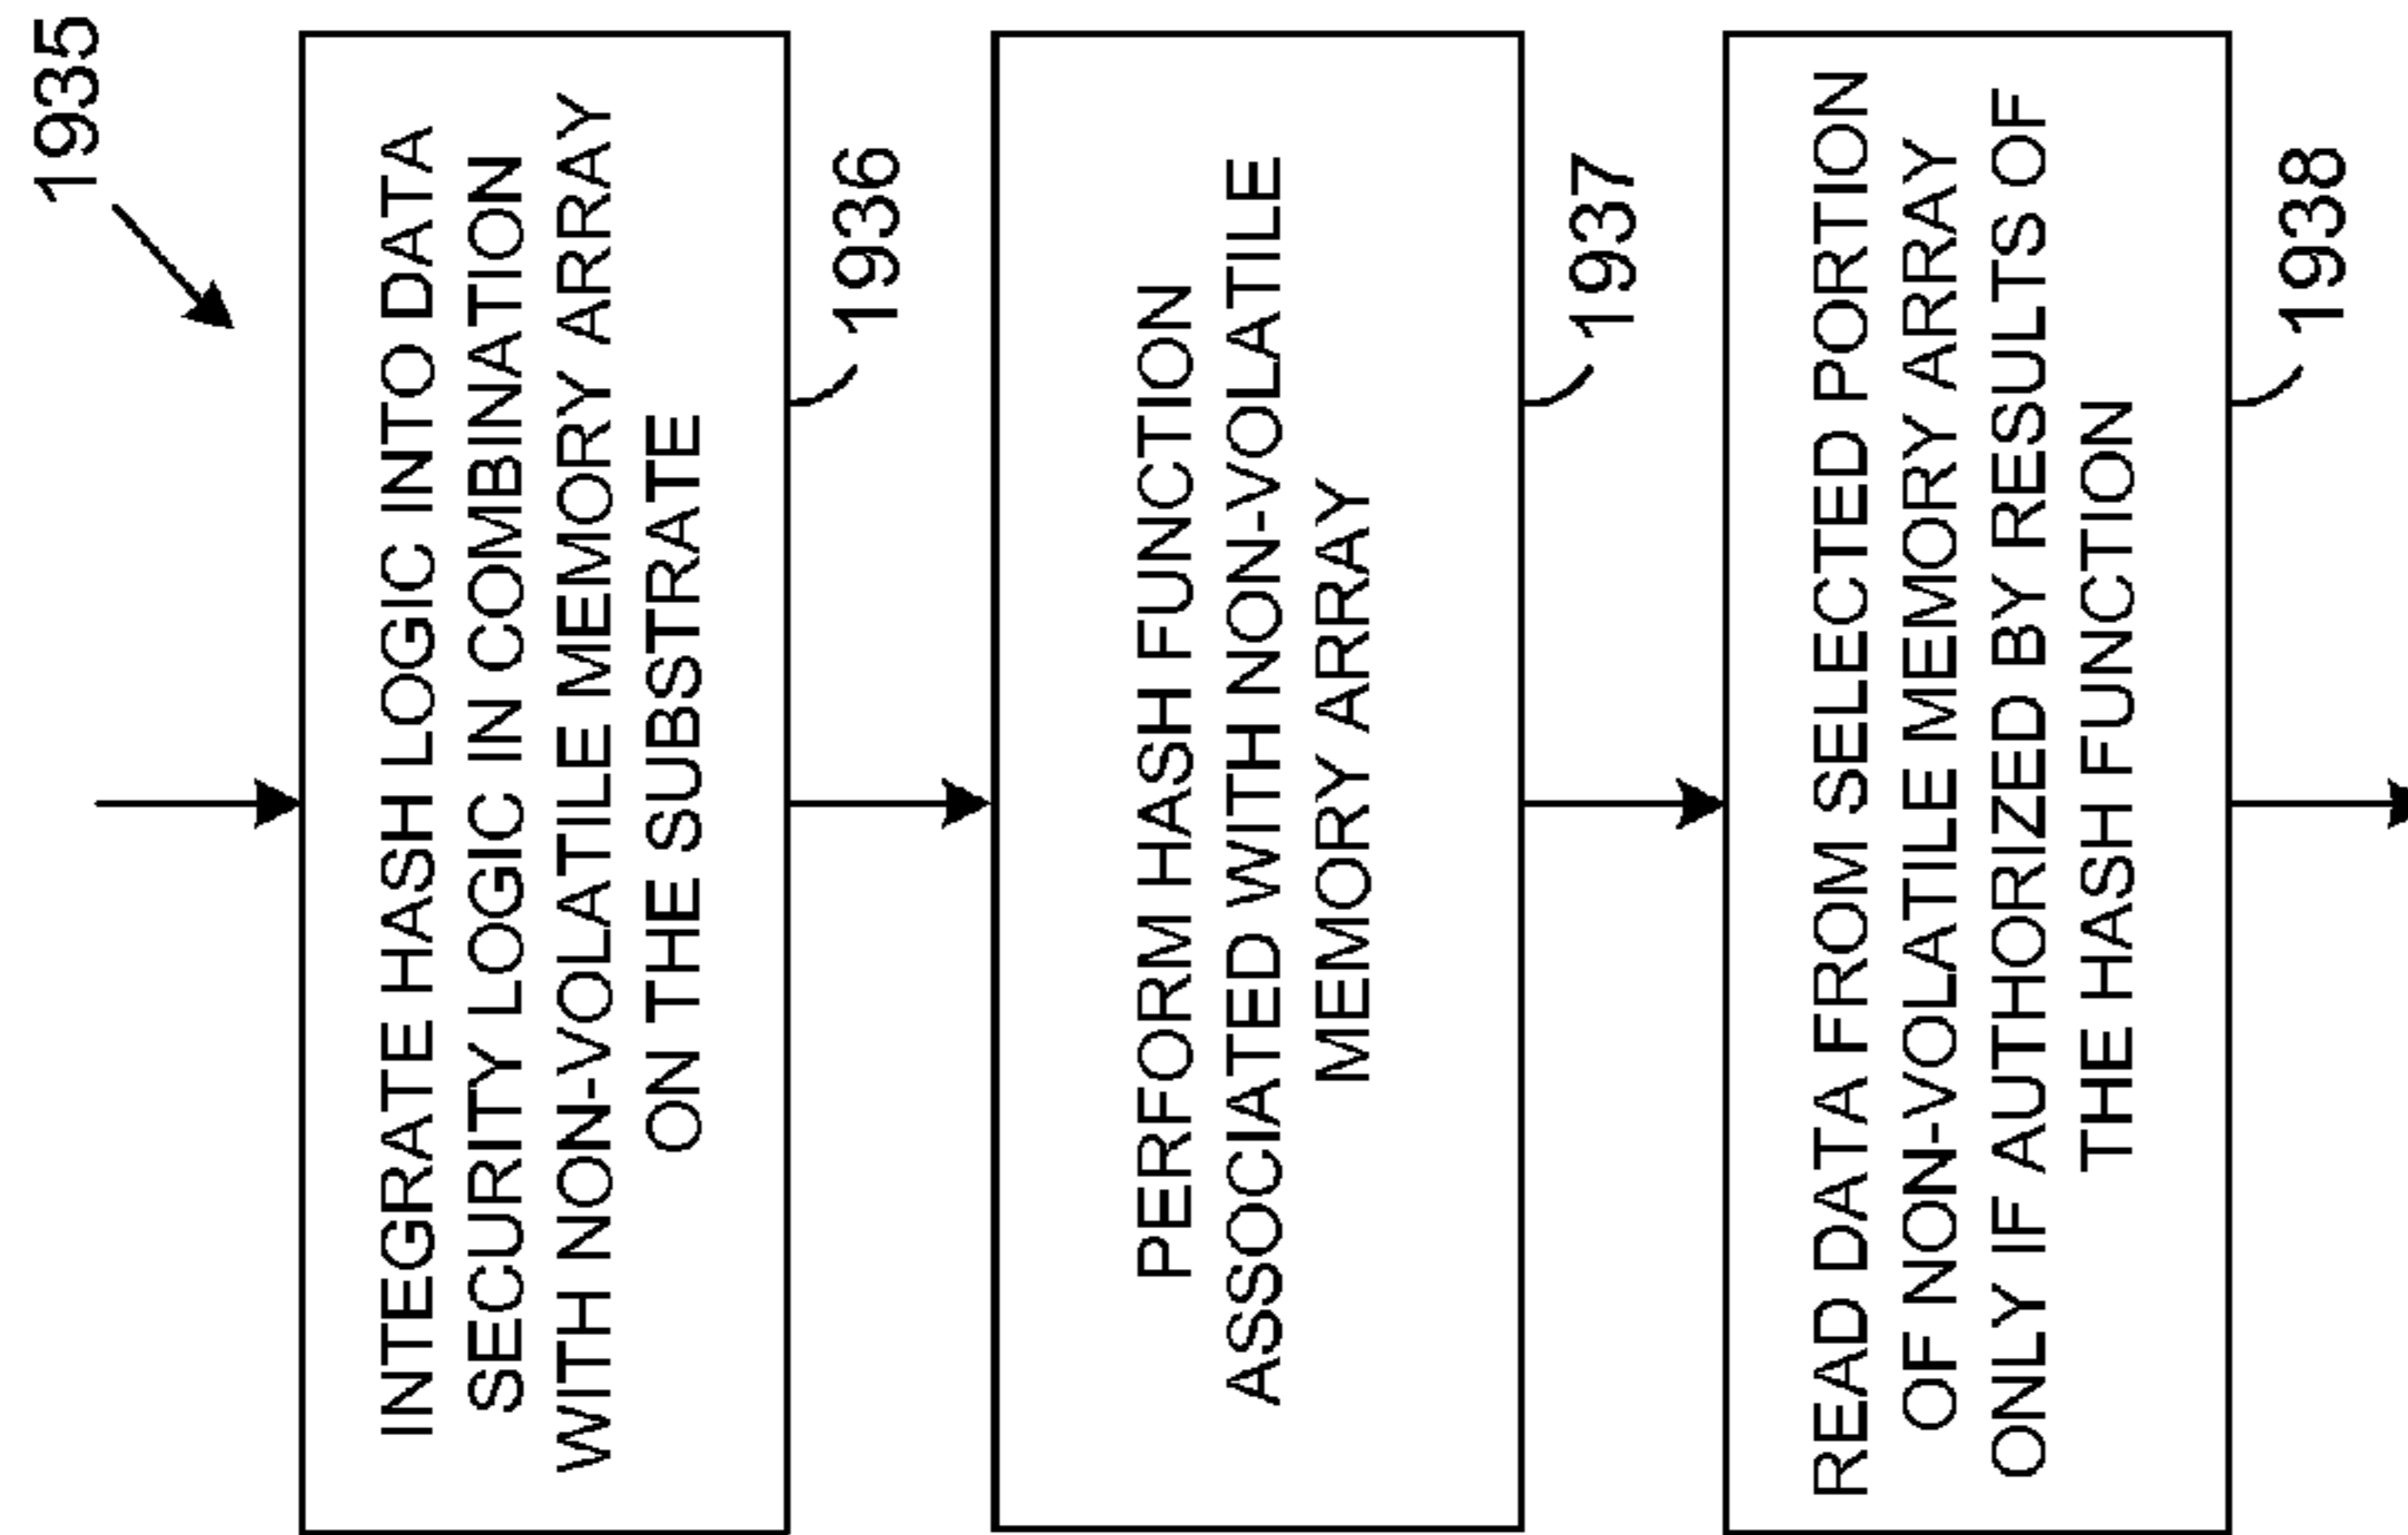 1935
INTEGRATE HASH LOGIC INTO DATA
SECURITY LOGIC IN COMBINATION
WITH NON-VOLATILE MEMORY ARRAY
ON THE SUBSTRATE
1936
PERFORM HASH FUNCTION
ASSOCIATED WITH NON-VOLATILE
MEMORY ARRAY
1937
READ DATA FROM SELECTED PORTION
OF NON-VOLATILE MEMORY ARRAY
ONLY IF AUTHORIZED BY RESULTS OF
THE HASH FUNCTION
1938